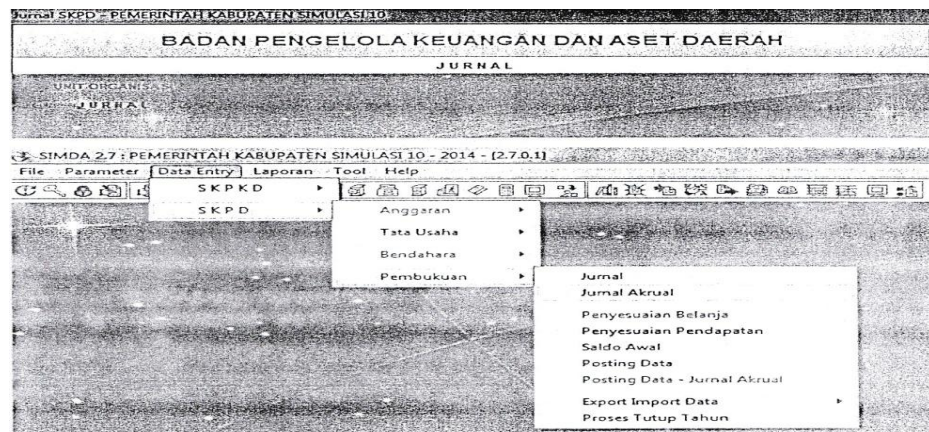 Jurnal SKPD - PEMERINTAH KABUPATEN SIMULASI 10
BADAN PENGELOLA KEUANGAN DAN ASET DAERAH
JURNAL
UNIT ORGANISASI
JURNAL
SIMDA 2.7 : PEMERINTAH KABUPATEN SIMULASI 10 - 2014 - [2.7.0.1]
File Parameter Data Entry Laporan Tool Help
SKPKD
SKPD
Anggaran
Tata Usaha
Bendahara
Pembukuan
Jurnal
Jurnal Akrual
Penyesuaian Belanja
Penyesuaian Pendapatan
Saldo Awal
Posting Data
Posting Data - Jurnal Akrual
Export Import Data
Proses Tutup Tahun